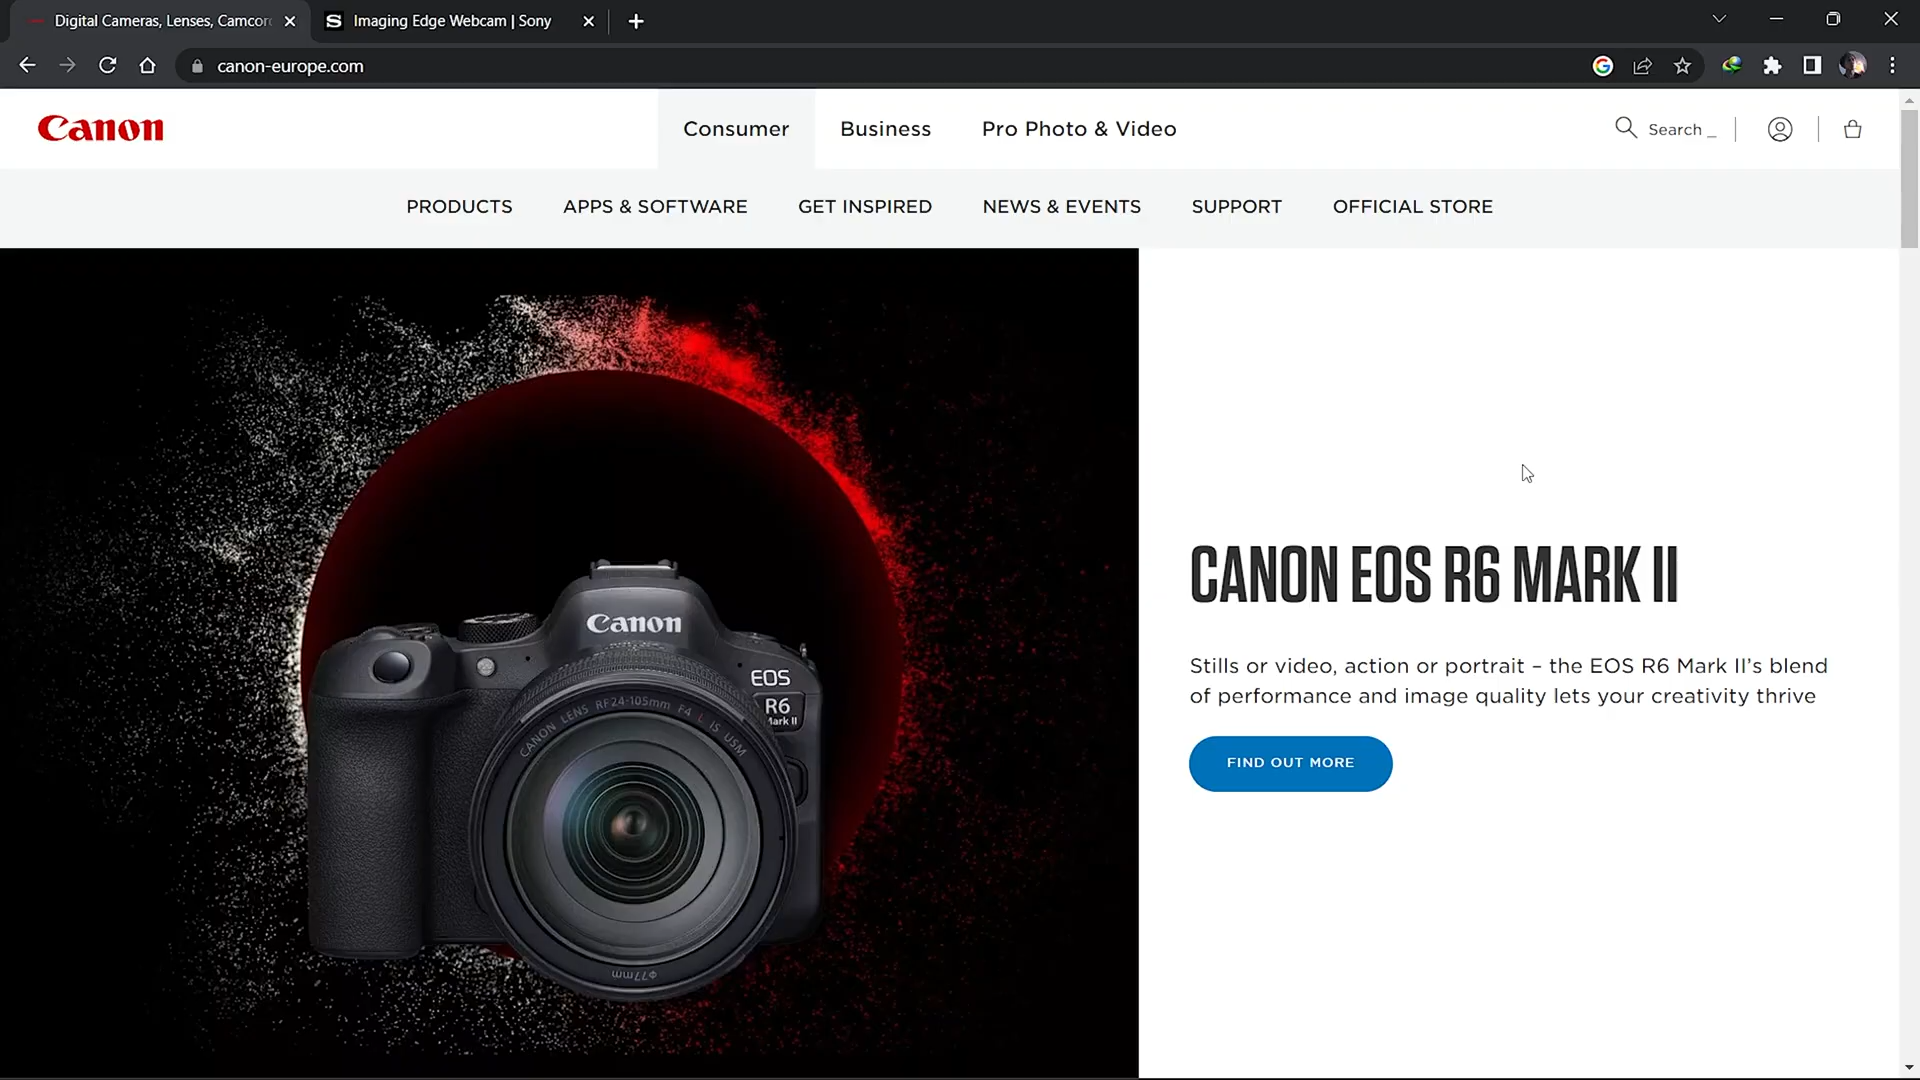 Digital Cameras, Lenses, Camcor
Imaging Edge Webcam | Sony
canon-europe.com
Canon
Consumer
Business
Pro Photo & Video
Search _
PRODUCTS
APPS & SOFTWARE
GET INSPIRED
NEWS & EVENTS
SUPPORT
OFFICIAL STORE
Canon
EOS
R6
Mark II
CANON LENS RF24-105mm F4 L IS USM
Φ77mm
CANON EOS R6 MARK II
Stills or video, action or portrait – the EOS R6 Mark II’s blend
of performance and image quality lets your creativity thrive
FIND OUT MORE